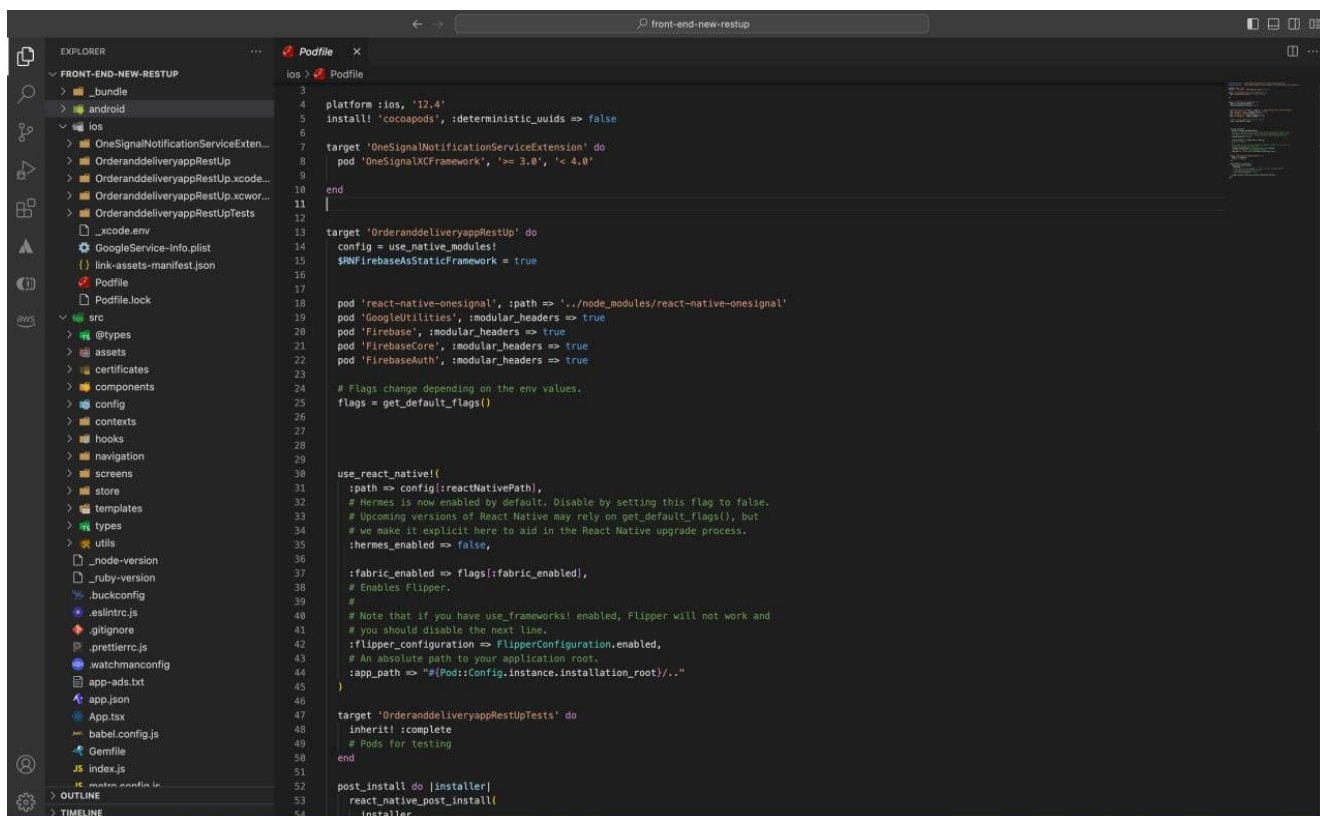 front-end-new-restup
EXPLORER
FRONT-END-NEW-RESTUP
_bundle
android
ios
OneSignalNotificationServiceExten...
OrderanddeliveryappRestUp
OrderanddeliveryappRestUp.xcode...
OrderanddeliveryappRestUp.xcwor...
OrderanddeliveryappRestUpTests
_xcode.env
GoogleService-Info.plist
{} link-assets-manifest.json
Podfile
Podfile.lock
src
@types
assets
certificates
components
config
contexts
hooks
navigation
screens
store
templates
types
utils
_node-version
_ruby-version
.buckconfig
.eslintrc.js
.gitignore
.prettierrc.js
.watchmanconfig
app-ads.txt
app.json
App.tsx
babel.config.js
Gemfile
JS index.js
JS metro.config.js
OUTLINE
TIMELINE
aws
Podfile
ios > Podfile
3
4 platform :ios, '12.4'
5 install! 'cocoapods', :deterministic_uuids => false
6
7 target 'OneSignalNotificationServiceExtension' do
8 pod 'OneSignalXCFramework', '>= 3.0', '< 4.0'
9
10 end
11
12
13 target 'OrderanddeliveryappRestUp' do
14 config = use_native_modules!
15 $RNFirebaseAsStaticFramework = true
16
17
18 pod 'react-native-onesignal', :path => '../node_modules/react-native-onesignal'
19 pod 'GoogleUtilities', :modular_headers => true
20 pod 'Firebase', :modular_headers => true
21 pod 'FirebaseCore', :modular_headers => true
22 pod 'FirebaseAuth', :modular_headers => true
23
24 # Flags change depending on the env values.
25 flags = get_default_flags()
26
27
28
29
30 use_react_native!(
31 :path => config[:reactNativePath],
32 # Hermes is now enabled by default. Disable by setting this flag to false.
33 # Upcoming versions of React Native may rely on get_default_flags(), but
34 # we make it explicit here to aid in the React Native upgrade process.
35 :hermes_enabled => false,
36
37 :fabric_enabled => flags[:fabric_enabled],
38 # Enables Flipper.
39 #
40 # Note that if you have use_frameworks! enabled, Flipper will not work and
41 # you should disable the next line.
42 :flipper_configuration => FlipperConfiguration.enabled,
43 # An absolute path to your application root.
44 :app_path => "#{Pod::Config.instance.installation_root}/.."
45 )
46
47 target 'OrderanddeliveryappRestUpTests' do
48 inherit! :complete
49 # Pods for testing
50 end
51
52 post_install do |installer|
53 react_native_post_install(
54 installer